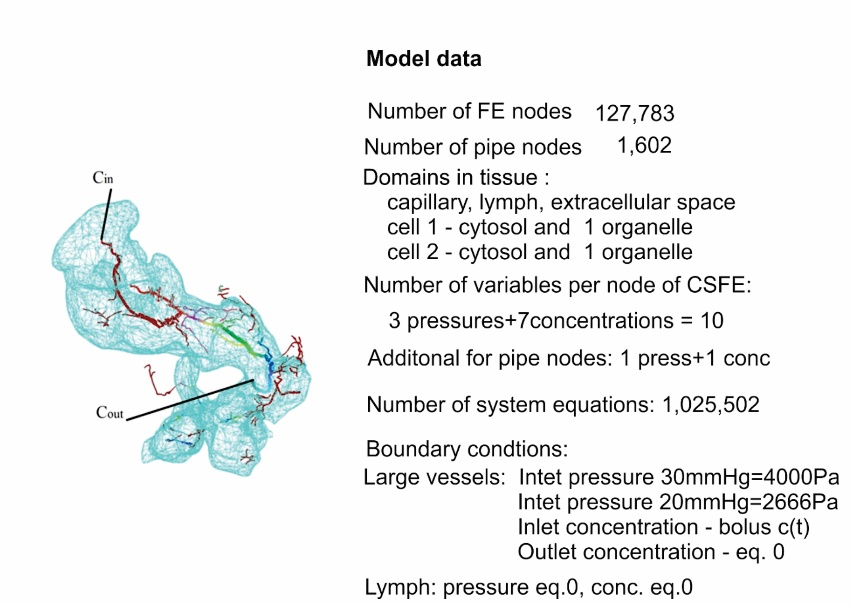 Model data
Number of FE nodes 127,783
Number of pipe nodes 1,602
Domains in tissue :
capillary, lymph, extracellular space
cell 1 - cytosol and 1 organelle
cell 2 - cytosol and 1 organelle
Number of variables per node of CSFE:
3 pressures+7concentrations = 10
Additonal for pipe nodes: 1 press+1 conc
Number of system equations: 1,025,502
Boundary condtions:
Large vessels: Intet pressure 30mmHg=4000Pa
Intet pressure 20mmHg=2666Pa
Inlet concentration - bolus c(t)
Outlet concentration - eq. 0
Lymph: pressure eq.0, conc. eq.0
Cin
Cout